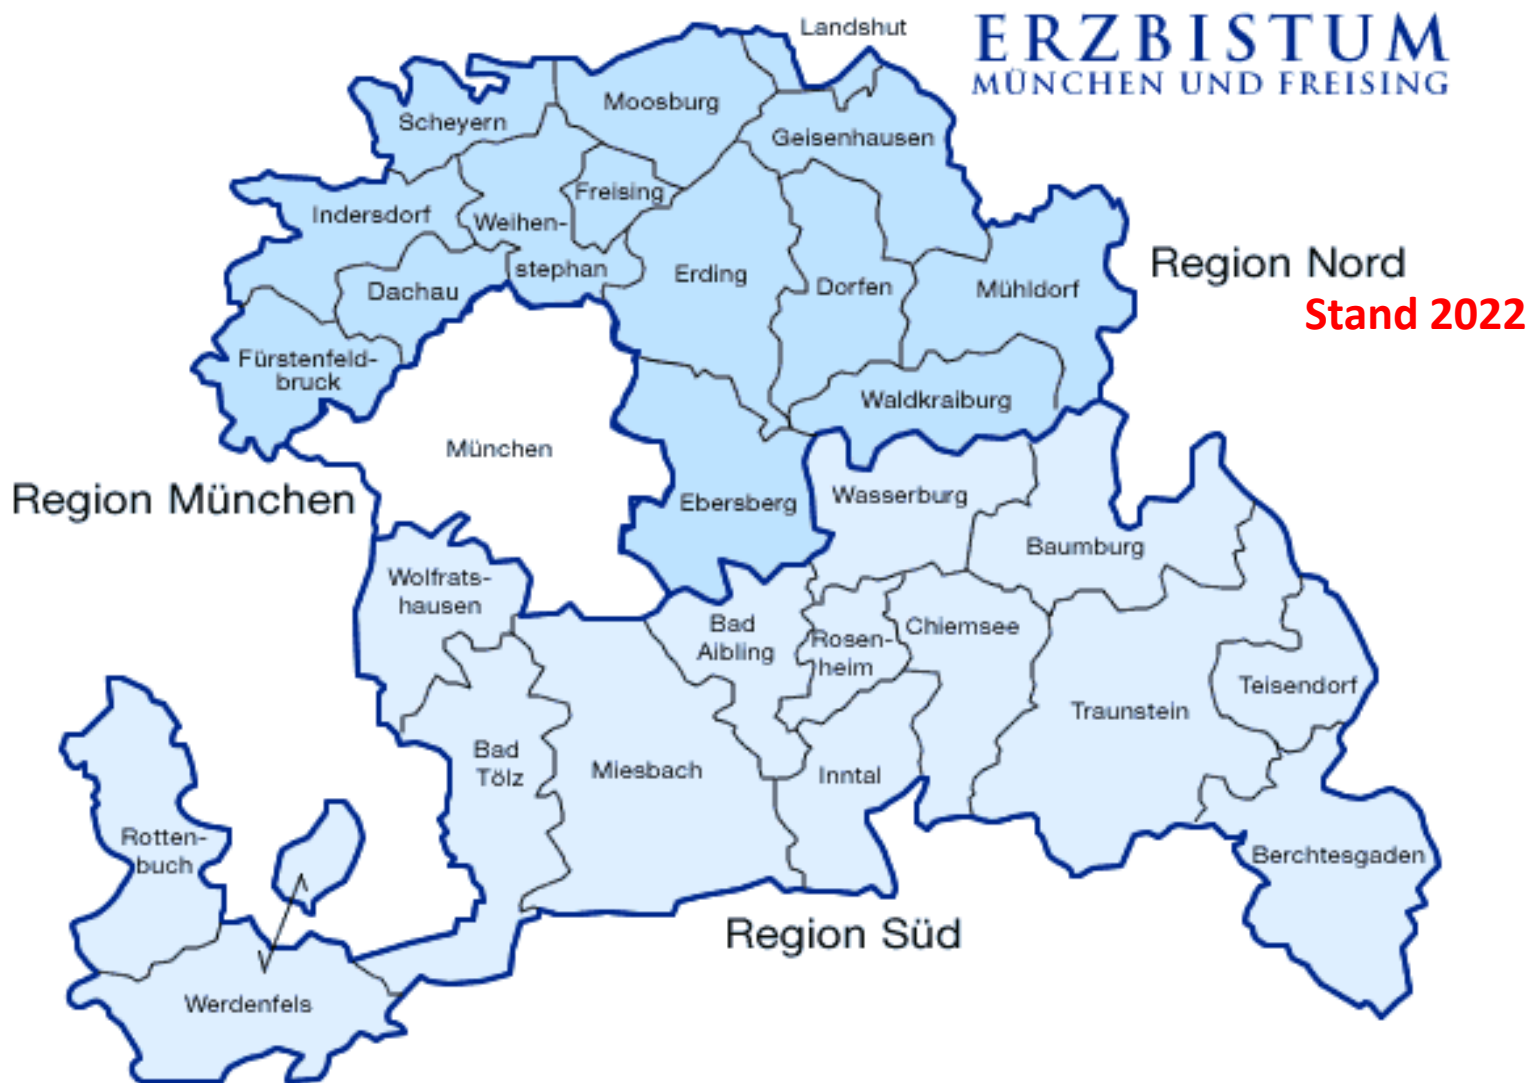 Landshut
ERZBISTUM
MÜNCHEN UND FREISING
Moosburg
Scheyern
Geisenhausen
Freising
Indersdorf
Weihen-
stephan
Erding
Dachau
Dorfen
Mühldorf
Region Nord
Stand 2022
Fürstenfeld-
bruck
Waldkraiburg
München
Region München
Ebersberg
Wasserburg
Baumburg
Wolfrats-
hausen
Bad
Aibling
Rosen-
heim
Chiemsee
Teisendorf
Traunstein
Bad
Tölz
Miesbach
Inntal
Rotten-
buch
Berchtesgaden
Region Süd
Werdenfels